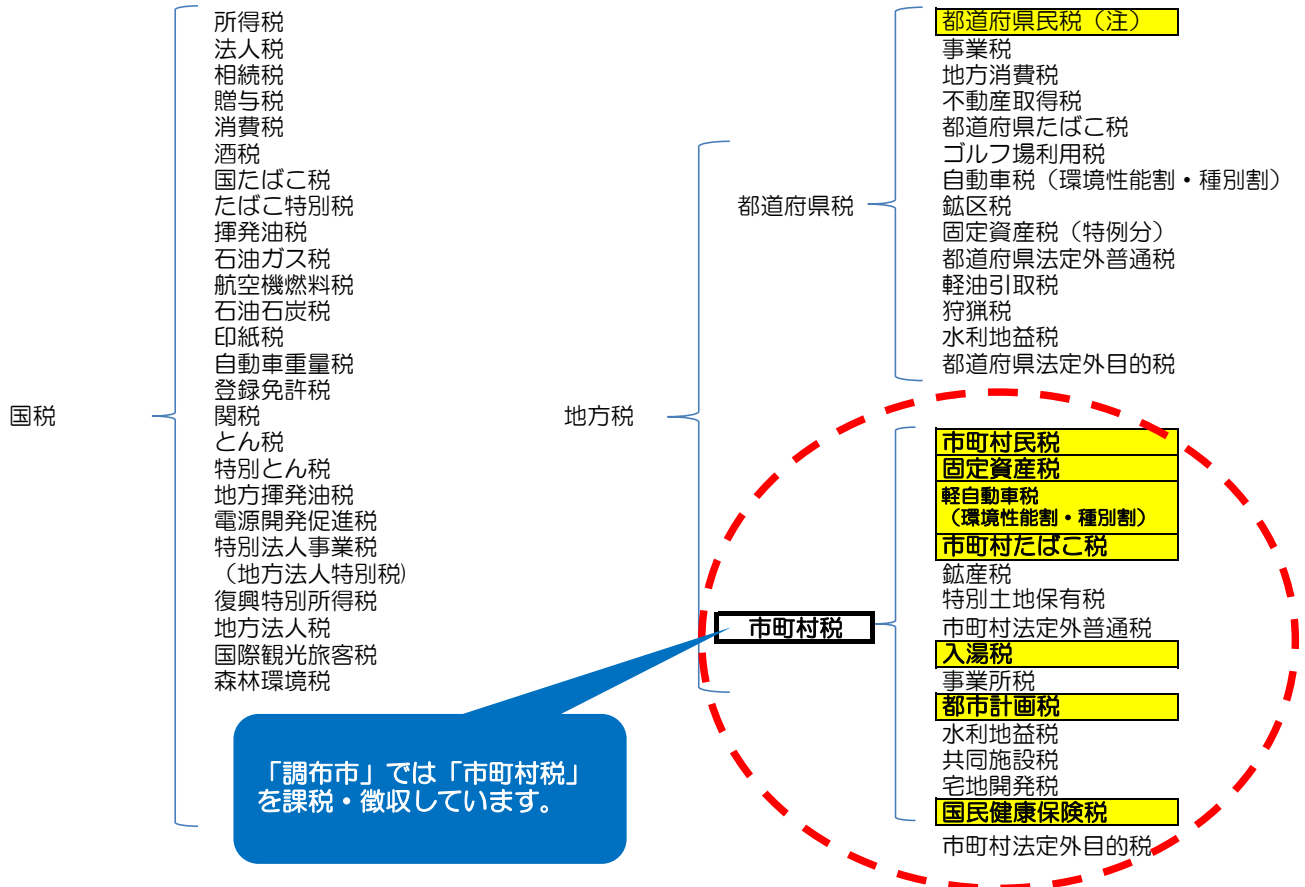 国税
所得税
法人税
相続税
贈与税
消費税
酒税
国たばこ税
たばこ特別税
揮発油税
石油ガス税
航空機燃料税
石油石炭税
印紙税
自動車重量税
登録免許税
関税
とん税
特別とん税
地方揮発油税
電源開発促進税
特別法人事業税
（地方法人特別税)
復興特別所得税
地方法人税
国際観光旅客税
森林環境税
地方税
都道府県税
都道府県民税（注）
事業税
地方消費税
不動産取得税
都道府県たばこ税
ゴルフ場利用税
自動車税（環境性能割・種別割）
鉱区税
固定資産税（特例分）
都道府県法定外普通税
軽油引取税
狩猟税
水利地益税
都道府県法定外目的税
市町村税
市町村民税
固定資産税
軽自動車税
（環境性能割・種別割）
市町村たばこ税
鉱産税
特別土地保有税
市町村法定外普通税
入湯税
事業所税
都市計画税
水利地益税
共同施設税
宅地開発税
国民健康保険税
市町村法定外目的税
「調布市」では「市町村税」
を課税・徴収しています。